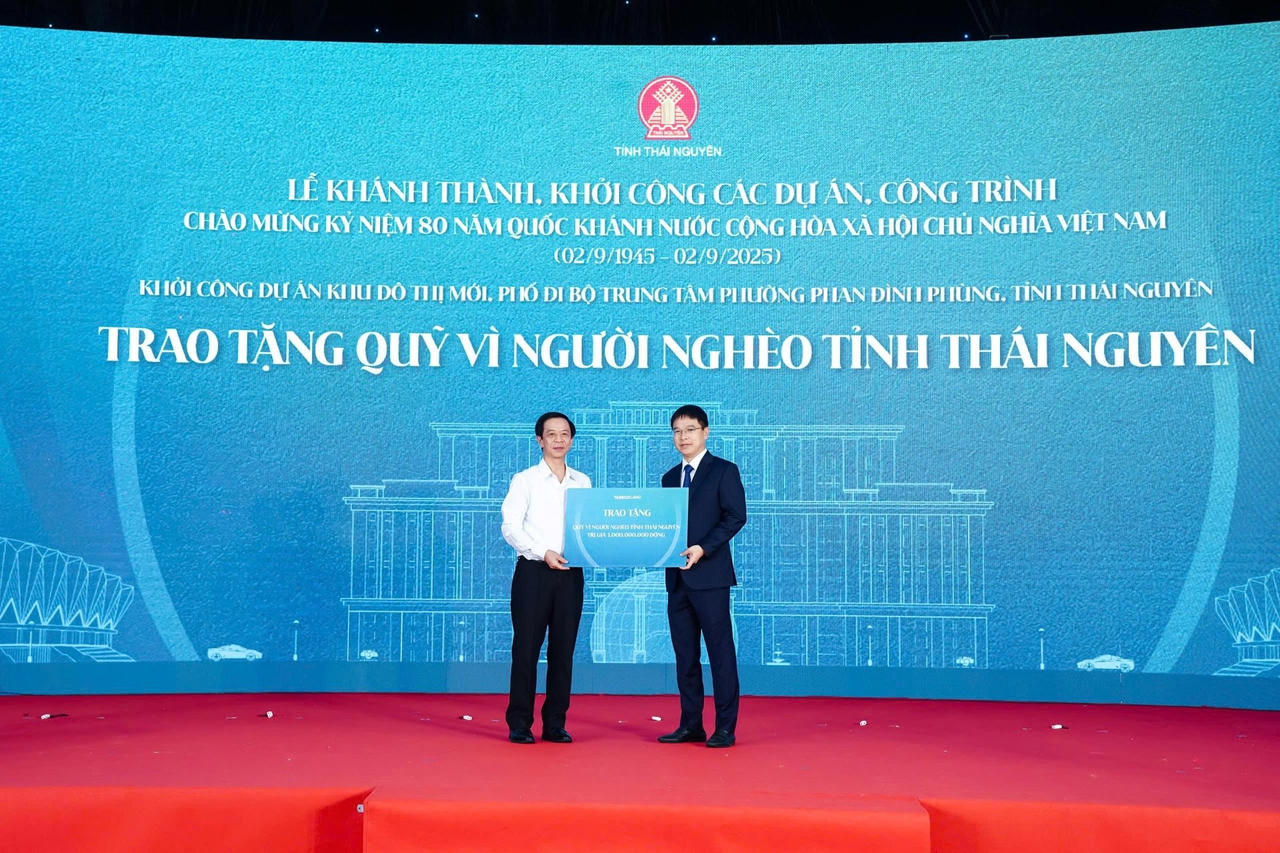 THÁI NGUYÊN
TỈNH THÁI NGUYÊN
LỄ KHÁNH THÀNH, KHỞI CÔNG CÁC DỰ ÁN, CÔNG TRÌNH
CHÀO MỪNG KỶ NIỆM 80 NĂM QUỐC KHÁNH NƯỚC CỘNG HÒA XÃ HỘI CHỦ NGHĨA VIỆT NAM
(02/9/1945 - 02/9/2025)
KHỞI CÔNG DỰ ÁN KHU ĐÔ THỊ MỚI, PHỐ ĐI BỘ TRUNG TÂM PHƯỜNG PHAN ĐÌNH PHÙNG, TỈNH THÁI NGUYÊN
TRAO TẶNG QUỸ VÌ NGƯỜI NGHÈO TỈNH THÁI NGUYÊN
TRAO TẶNG
QUỸ VÌ NGƯỜI NGHÈO TỈNH THÁI NGUYÊN
TRỊ GIÁ 1.000.000.000 ĐỒNG